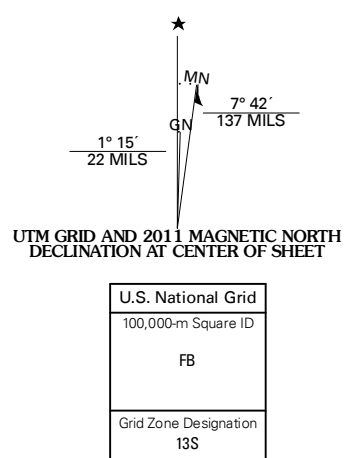 MN
GN
7° 42´
137 MILS
1° 15´
22 MILS
UTM GRID AND 2011 MAGNETIC NORTH
DECLINATION AT CENTER OF SHEET
U.S. National Grid
100,000-m Square ID
FB
Grid Zone Designation
13S